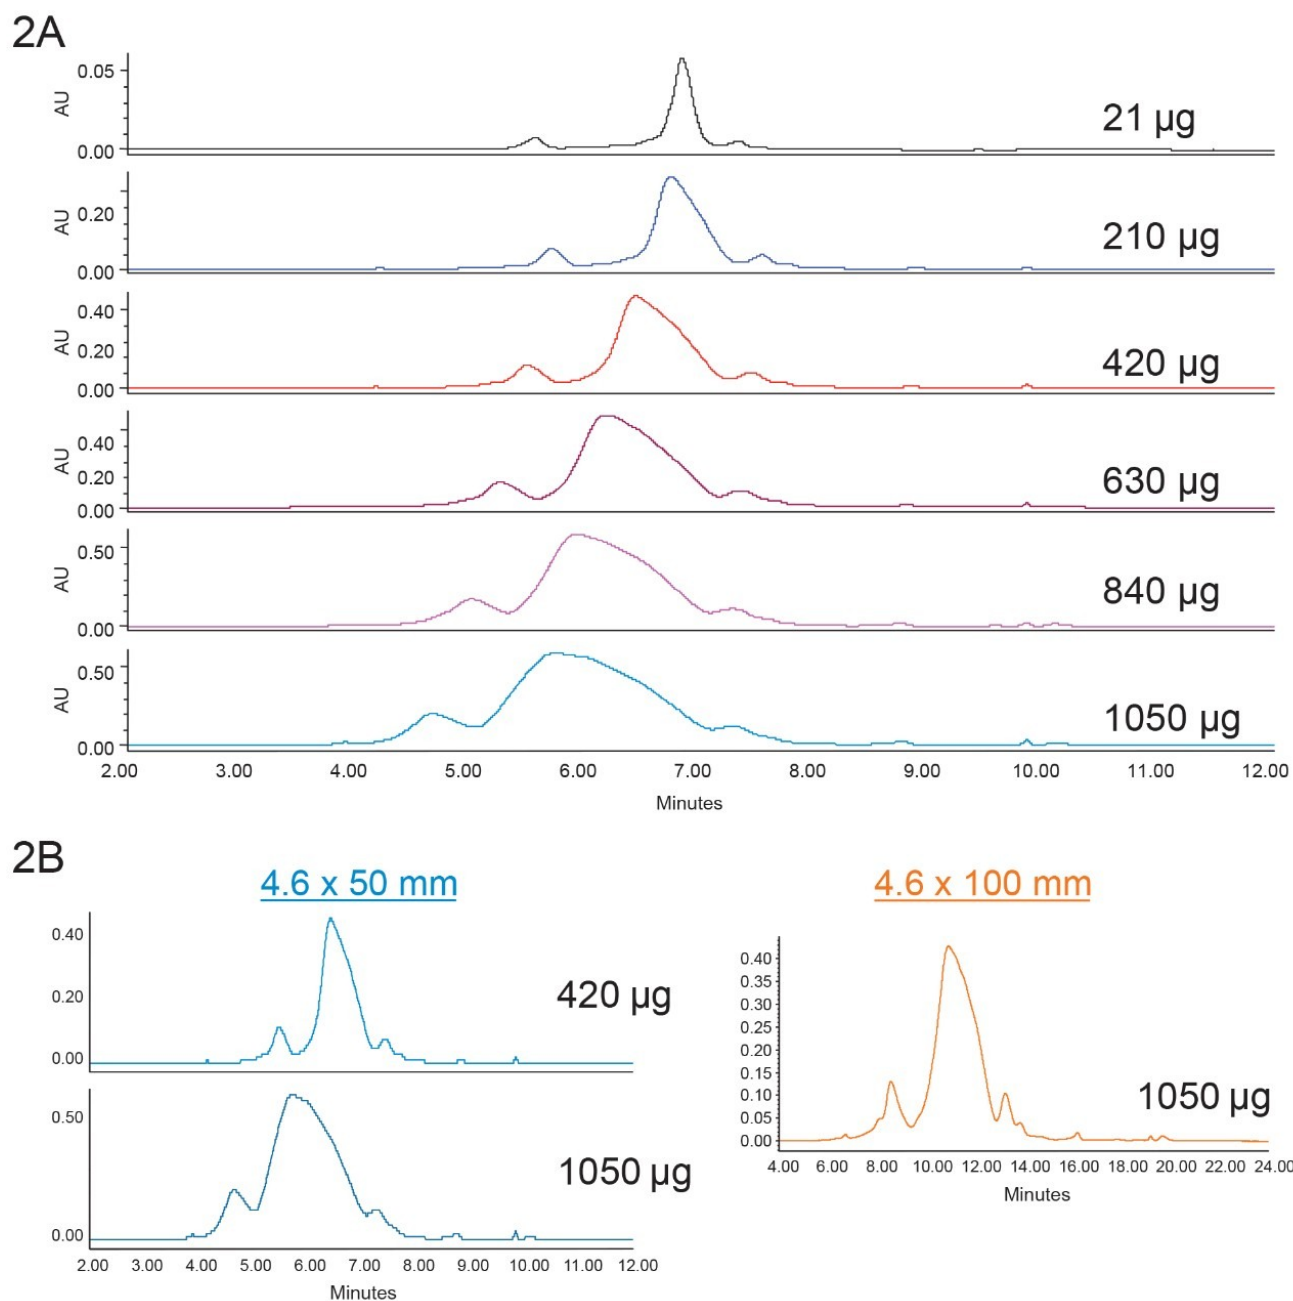 2A
AU
0.05
0.00
21 µg
AU
0.20
0.00
210 µg
AU
0.40
0.20
0.00
420 µg
AU
0.40
0.20
0.00
630 µg
AU
0.50
0.00
840 µg
AU
0.50
0.00
1050 µg
2.00 3.00 4.00 5.00 6.00 7.00 8.00 9.00 10.00 11.00 12.00
Minutes
2B
4.6 x 50 mm
0.40
0.20
0.00
420 µg
0.50
0.00
1050 µg
2.00 3.00 4.00 5.00 6.00 7.00 8.00 9.00 10.00 11.00 12.00
Minutes
4.6 x 100 mm
0.40
0.35
0.30
0.25
0.20
0.15
0.10
0.05
0.00
1050 µg
4.00 6.00 8.00 10.00 12.00 14.00 16.00 18.00 20.00 22.00 24.00
Minutes